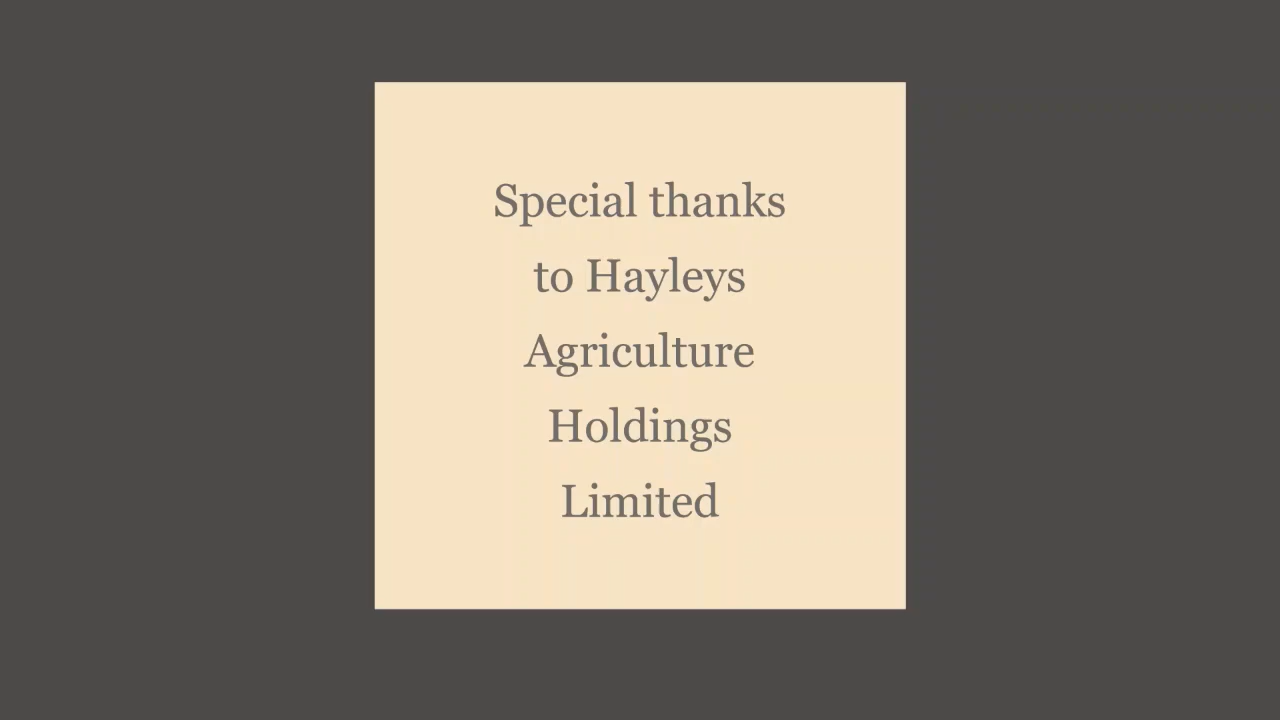 Special thanks
to Hayleys
Agriculture
Holdings
Limited